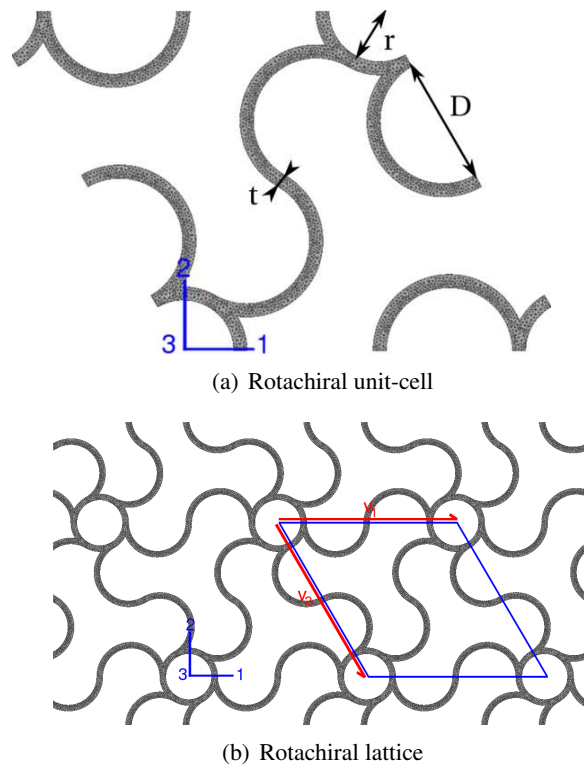 r
D
t
2
3
1
(a) Rotachiral unit-cell
v1
v2
2
3
1
(b) Rotachiral lattice